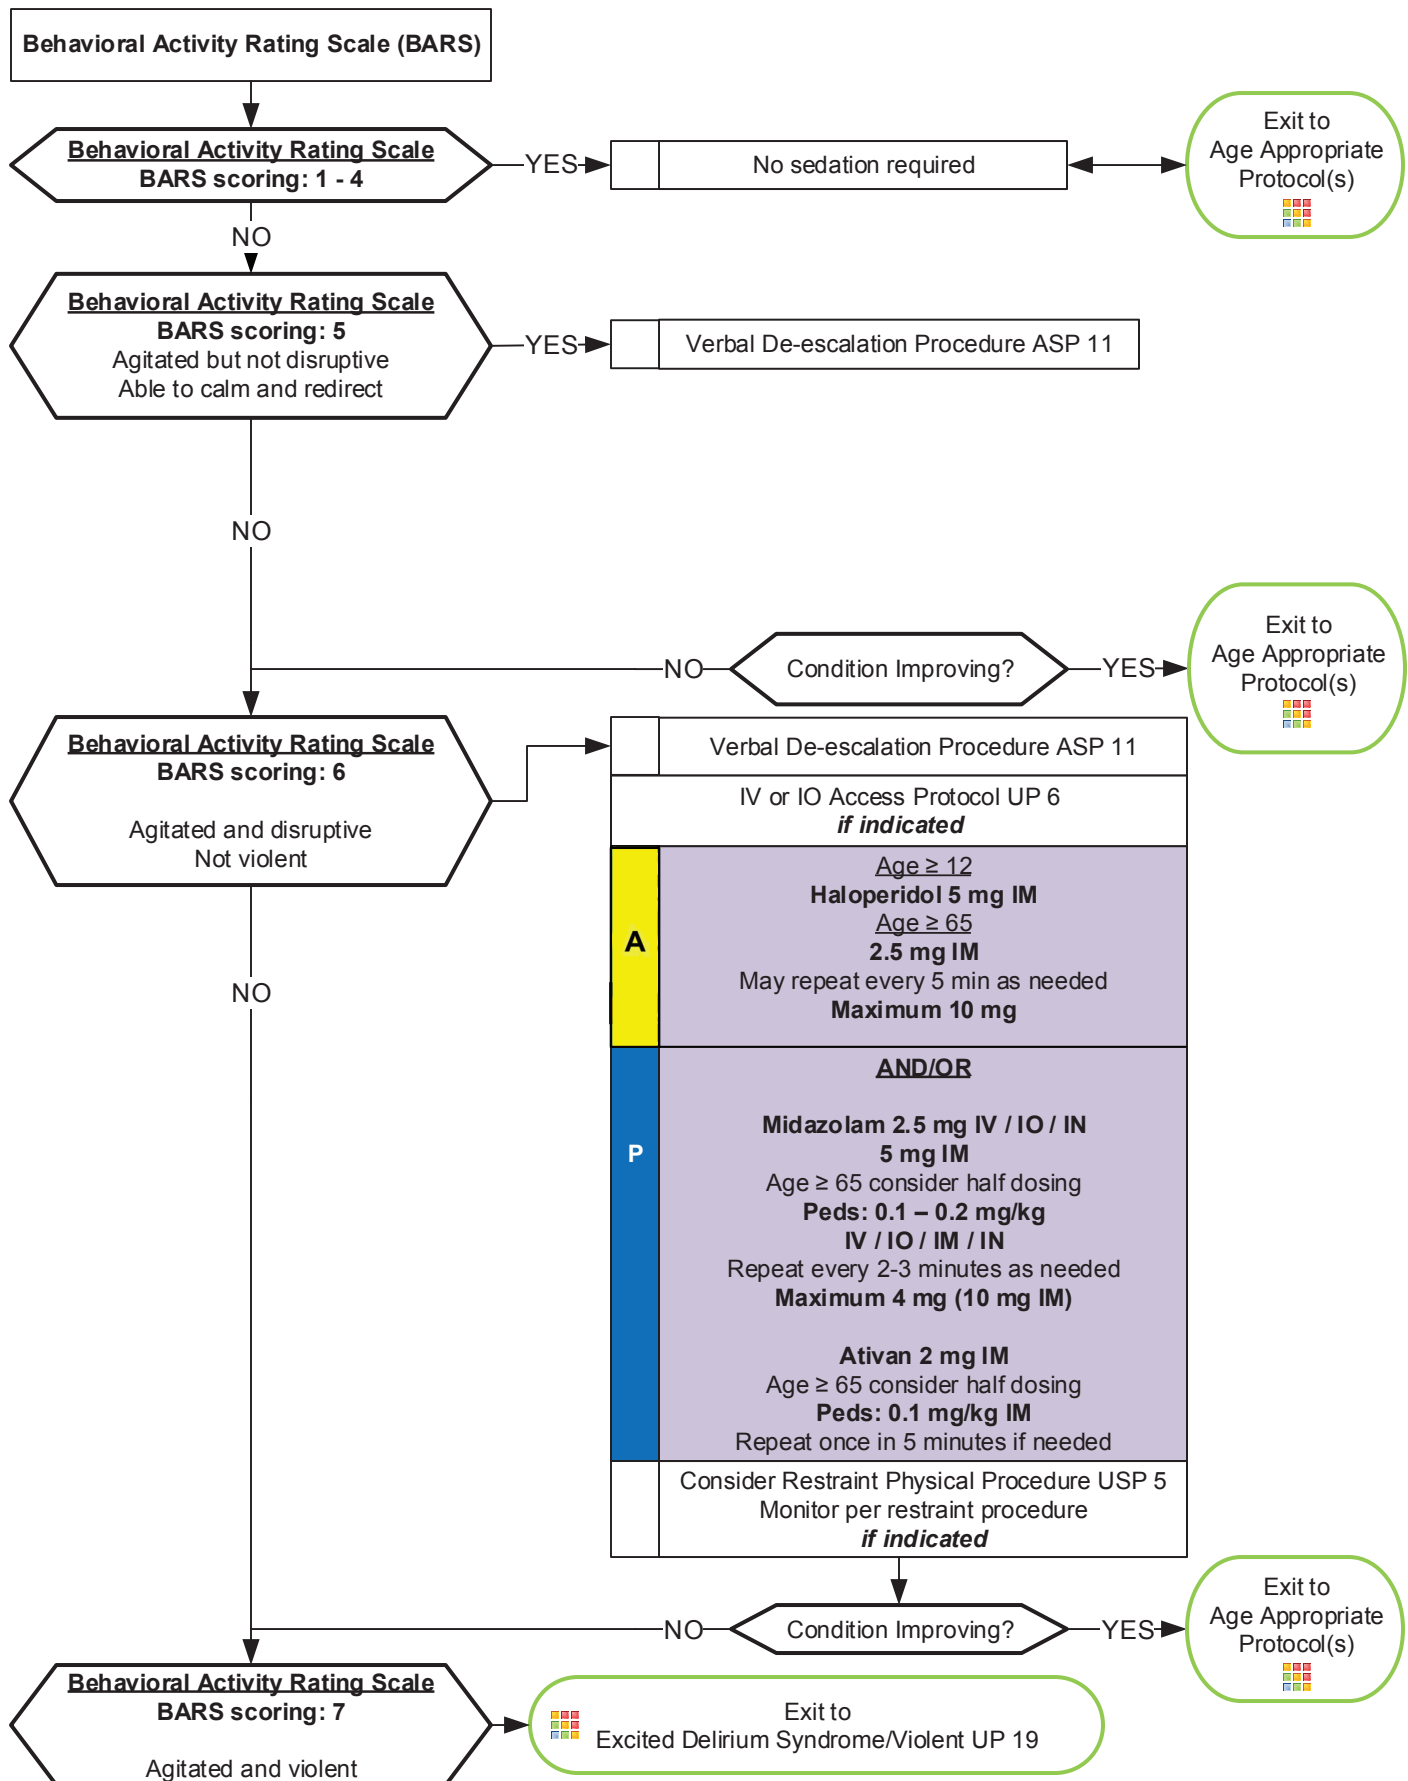 Behavioral Activity Rating Scale (BARS)
Behavioral Activity Rating Scale
BARS scoring: 1 - 4
YES
No sedation required
Exit to
Age Appropriate
Protocol(s)
NO
Behavioral Activity Rating Scale
BARS scoring: 5
Agitated but not disruptive
Able to calm and redirect
YES
Verbal De-escalation Procedure ASP 11
NO
NO
Condition Improving?
YES
Exit to
Age Appropriate
Protocol(s)
Behavioral Activity Rating Scale
BARS scoring: 6
Agitated and disruptive
Not violent
Verbal De-escalation Procedure ASP 11
IV or IO Access Protocol UP 6
if indicated
A
Age ≥ 12
Haloperidol 5 mg IM
Age ≥ 65
2.5 mg IM
May repeat every 5 min as needed
Maximum 10 mg
NO
P
AND/OR
Midazolam 2.5 mg IV / IO / IN
5 mg IM
Age ≥ 65 consider half dosing
Peds: 0.1 – 0.2 mg/kg
IV / IO / IM / IN
Repeat every 2-3 minutes as needed
Maximum 4 mg (10 mg IM)
Ativan 2 mg IM
Age ≥ 65 consider half dosing
Peds: 0.1 mg/kg IM
Repeat once in 5 minutes if needed
Consider Restraint Physical Procedure USP 5
Monitor per restraint procedure
if indicated
NO
Condition Improving?
YES
Exit to
Age Appropriate
Protocol(s)
Behavioral Activity Rating Scale
BARS scoring: 7
Agitated and violent
Exit to
Excited Delirium Syndrome/Violent UP 19